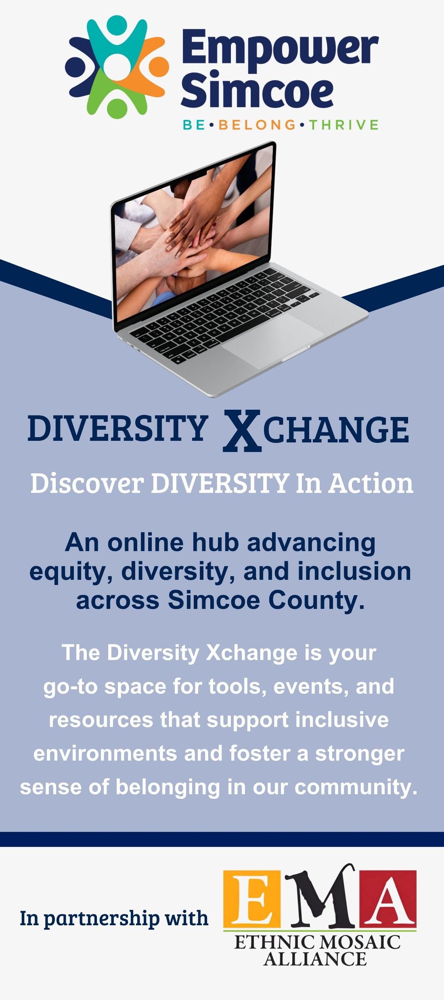 Empower
Simcoe
BE•BELONG•THRIVE
DIVERSITY XCHANGE
Discover DIVERSITY In Action
An online hub advancing
equity, diversity, and inclusion
across Simcoe County.
The Diversity Xchange is your
go-to space for tools, events, and
resources that support inclusive
environments and foster a stronger
sense of belonging in our community.
In partnership with
EMA
ETHNIC MOSAIC
ALLIANCE